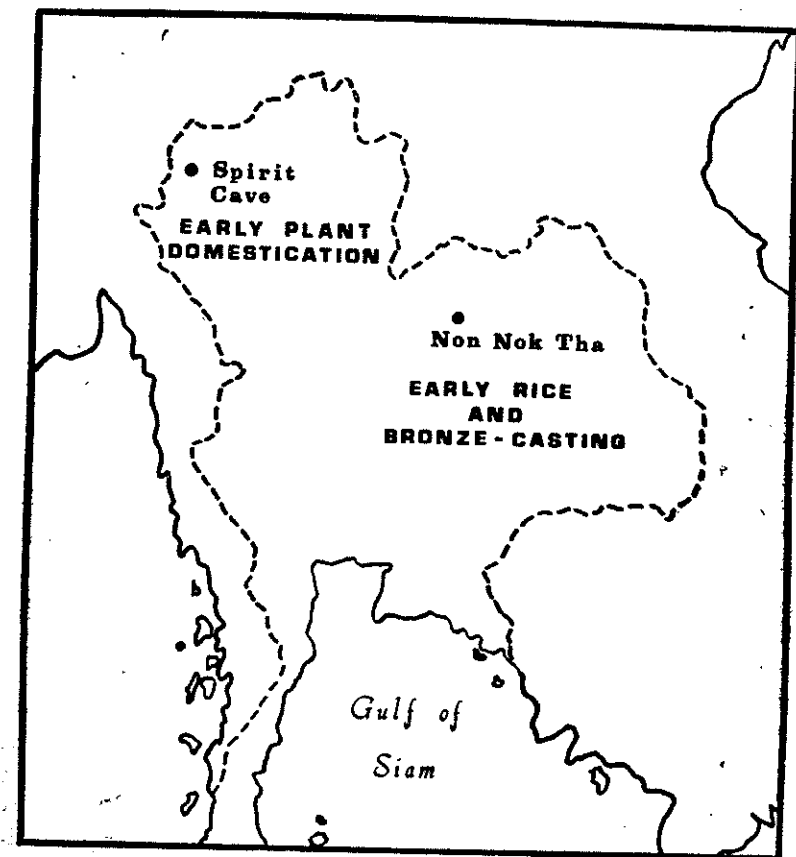 Spirit
Cave
EARLY PLANT
DOMESTICATION
Non Nok Tha
EARLY RICE
AND
BRONZE-CASTING
Gulf of
Siam